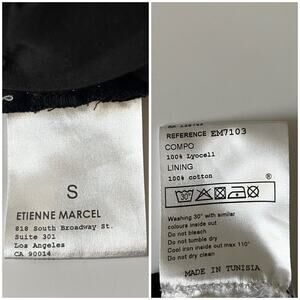 S
ETIENNE MARCEL
818 South Broadway St.
Suite 301
Los Angeles
CA 90014
REFERENCE EM7103
COMPO
100% Lyocell
LINING
100% cotton
30°
®
Washing 30° with similar
colours inside out
Do not bleach
Do not tumble dry
Cool iron inside out max 110°
Do not dry clean
MADE IN TUNISIA